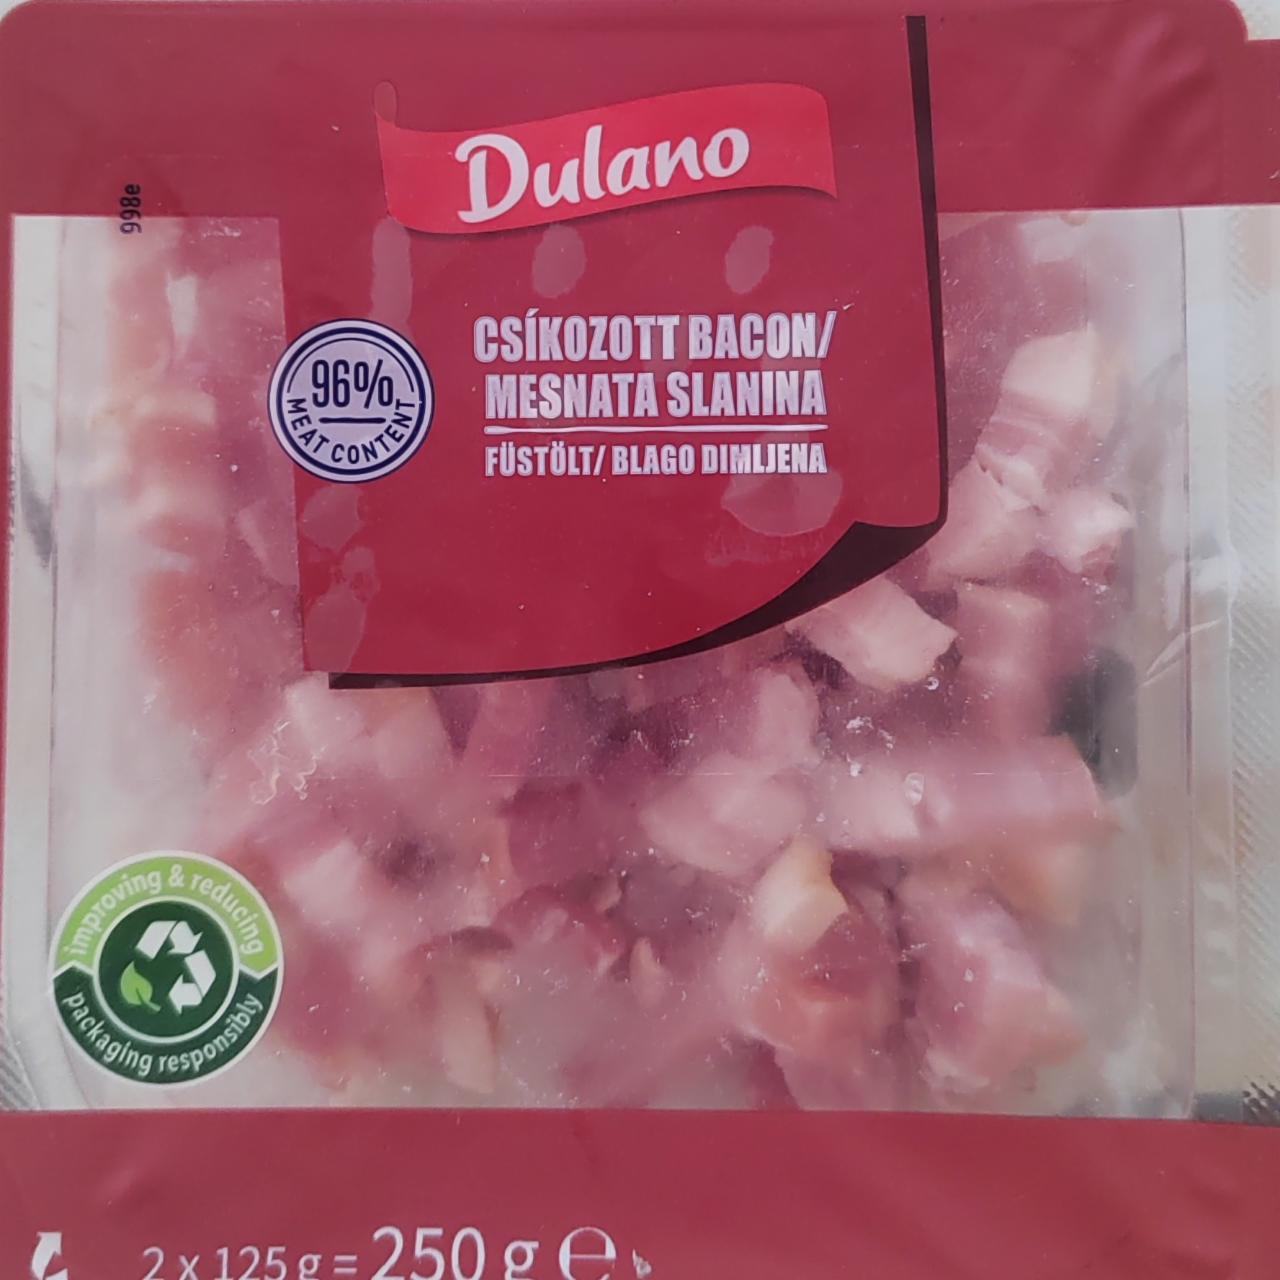 Dulano
998e
96%
MEAT CONTENT
CSÍKOZOTT BACON/
MESNATA SLANINA
FÜSTÖLT/ BLAGO DIMLJENA
improving & reducing
packaging responsibly
2 x 125 g = 250 g e